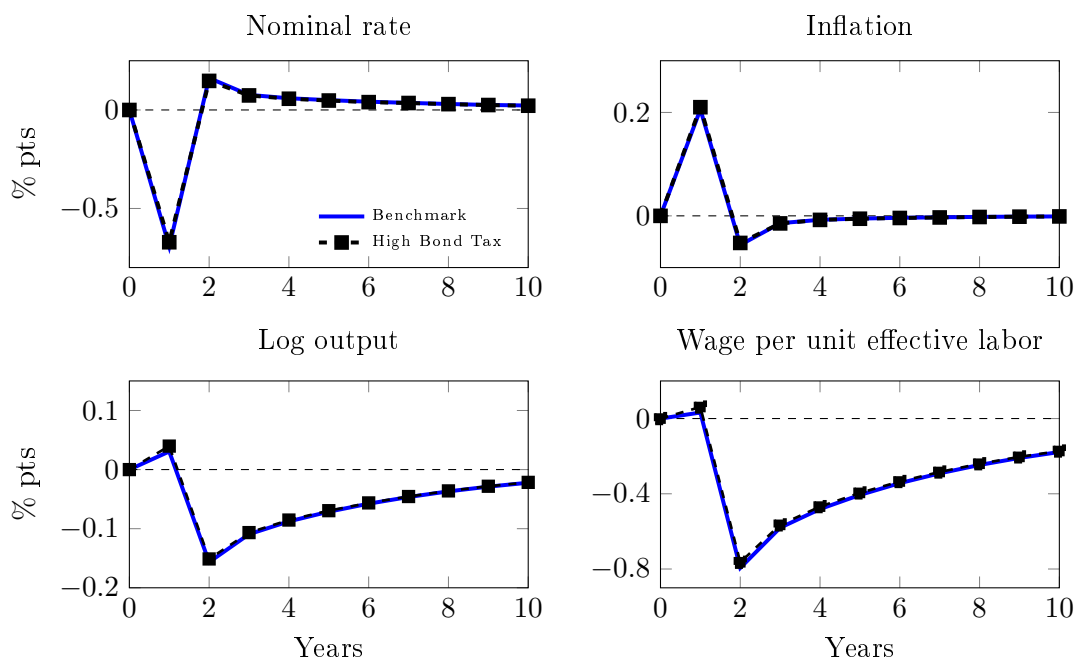 Nominal rate
% pts
0
−0.5
Benchmark
High Bond Tax
0 2 4 6 8 10
Inflation
0.2
0
0 2 4 6 8 10
Log output
% pts
0.1
0
−0.1
−0.2
0 2 4 6 8 10
Years
Wage per unit effective labor
0
−0.4
−0.8
0 2 4 6 8 10
Years